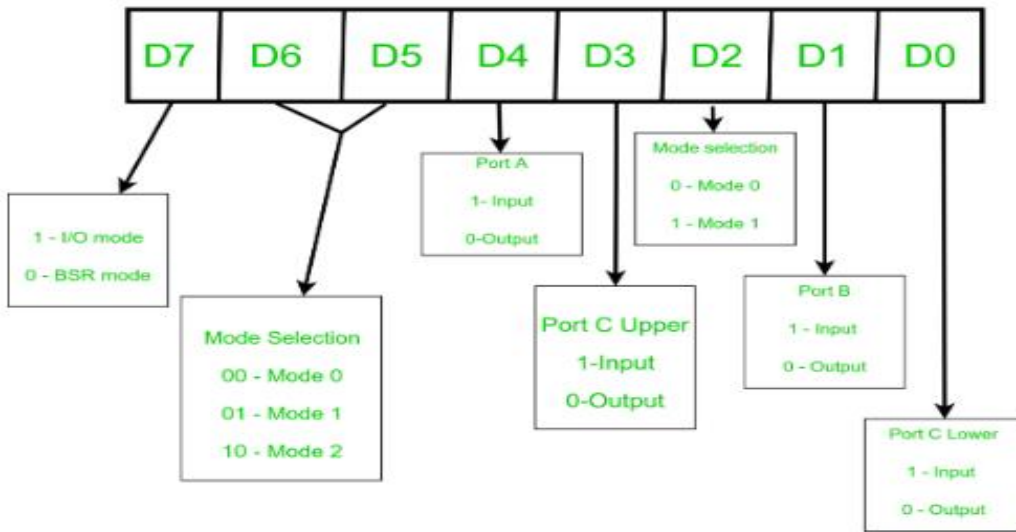 D7 D6 D5 D4 D3 D2 D1 D0
1 - I/O mode
0 - BSR mode
Mode Selection
00 - Mode 0
01 - Mode 1
10 - Mode 2
Port A
1- Input
0-Output
Port C Upper
1-Input
0-Output
Mode selection
0 - Mode 0
1 - Mode 1
Port B
1 - Input
0 - Output
Port C Lower
1 - Input
0 - Output